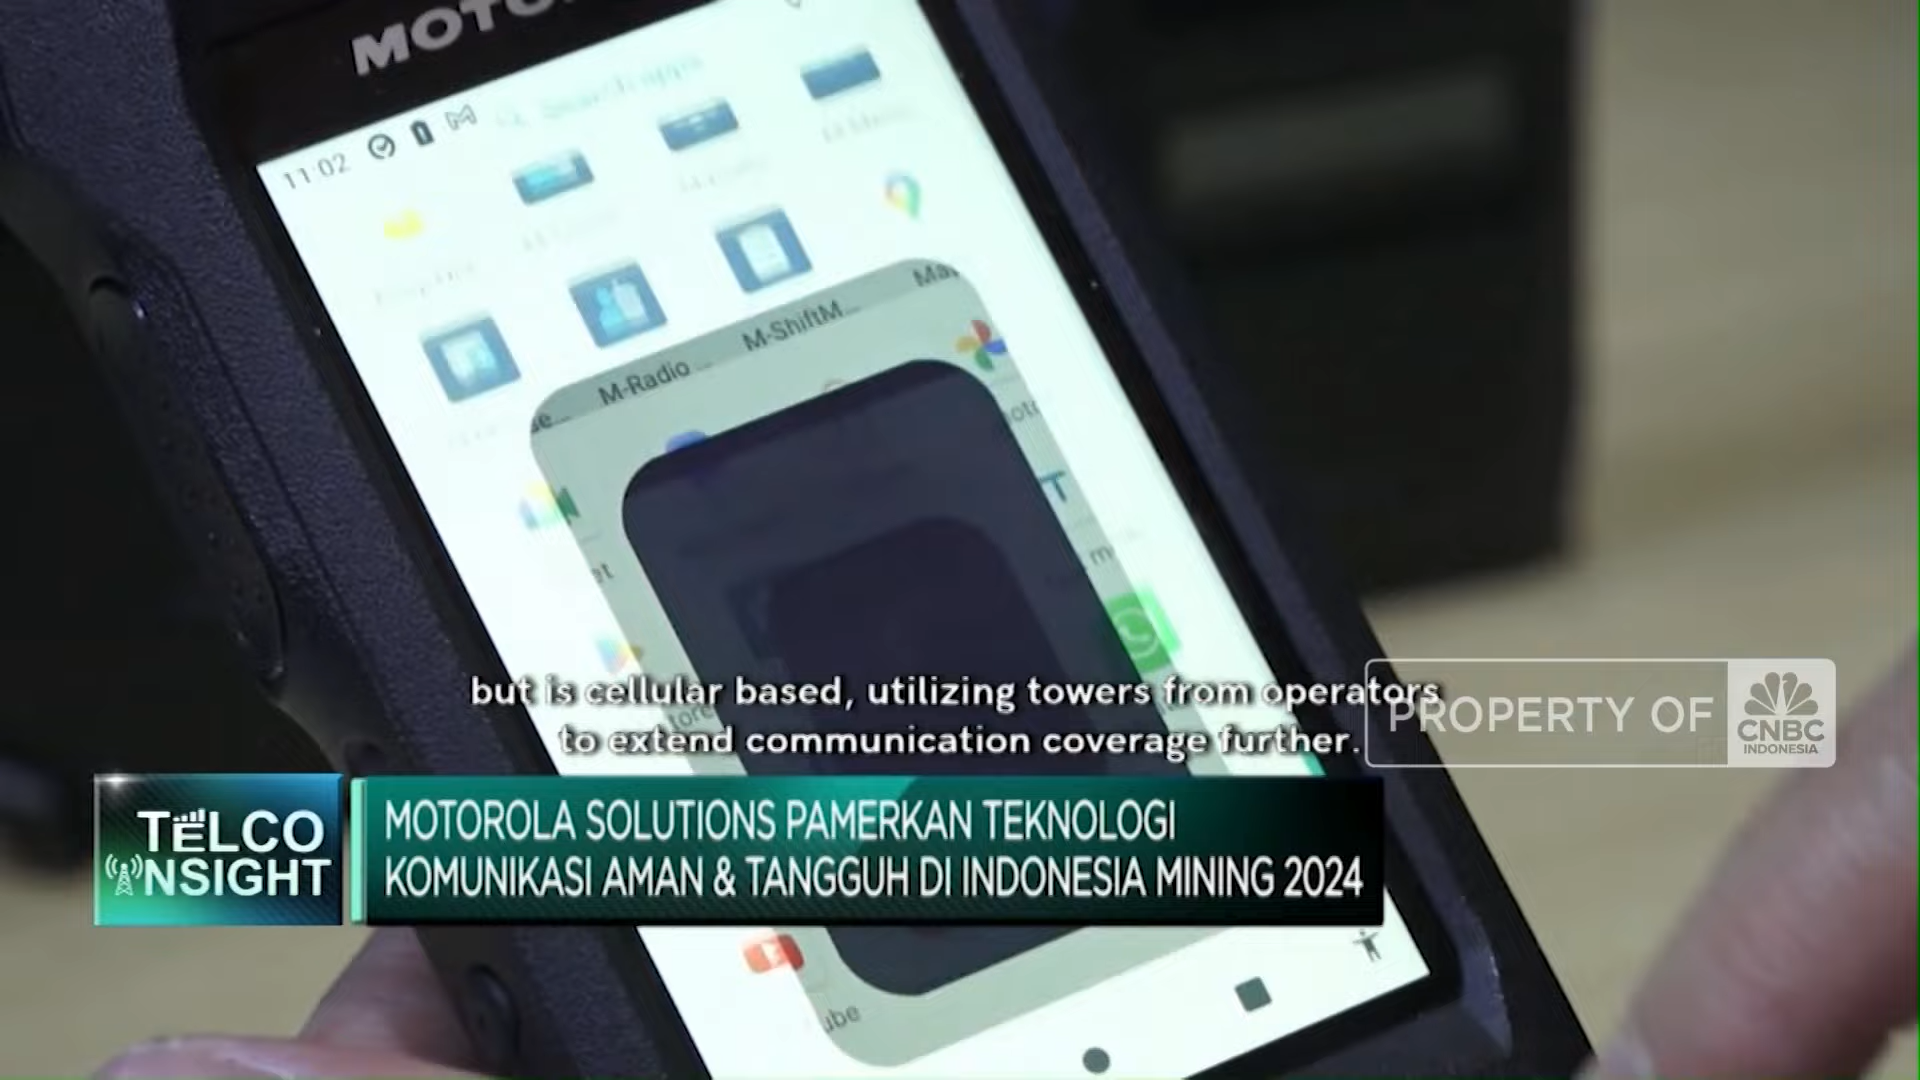 11:02
M-Radio ...
M-ShiftM...
but is cellular based, utilizing towers from operators
to extend communication coverage further.
PROPERTY OF
CNBC
INDONESIA
TELCO
INSIGHT
MOTOROLA SOLUTIONS PAMERKAN TEKNOLOGI
KOMUNIKASI AMAN & TANGGUH DI INDONESIA MINING 2024